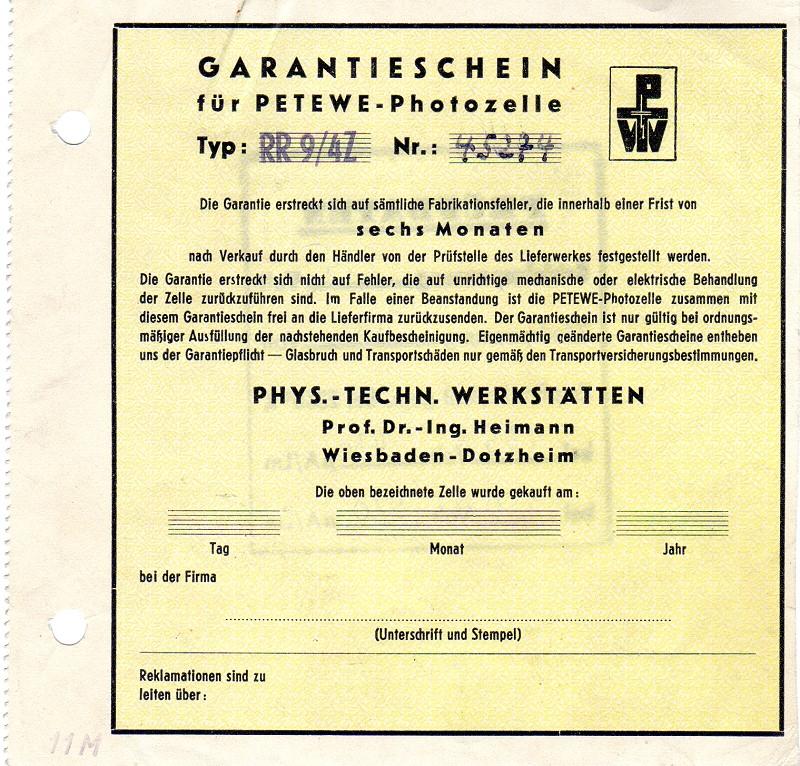 GARANTIESCHEIN
für PETEWE-Photozelle
Typ: RR 9/4Z Nr.: 45274
P
TW
Die Garantie erstreckt sich auf sämtliche Fabrikationsfehler, die innerhalb einer Frist von
sechs Monaten
nach Verkauf durch den Händler von der Prüfstelle des Lieferwerkes festgestellt werden.
Die Garantie erstreckt sich nicht auf Fehler, die auf unrichtige mechanische oder elektrische Behandlung
der Zelle zurückzuführen sind. Im Falle einer Beanstandung ist die PETEWE-Photozelle zusammen mit
diesem Garantieschein frei an die Lieferfirma zurückzusenden. Der Garantieschein ist nur gültig bei ordnungs-
mäßiger Ausfüllung der nachstehenden Kaufbescheinigung. Eigenmächtig geänderte Garantiescheine entheben
uns der Garantiepflicht — Glasbruch und Transportschäden nur gemäß den Transportversicherungsbestimmungen.
PHYS.-TECHN. WERKSTÄTTEN
Prof. Dr.-Ing. Heimann
Wiesbaden-Dotzheim
Die oben bezeichnete Zelle wurde gekauft am:
Tag Monat Jahr
bei der Firma
(Unterschrift und Stempel)
Reklamationen sind zu
leiten über:
11M